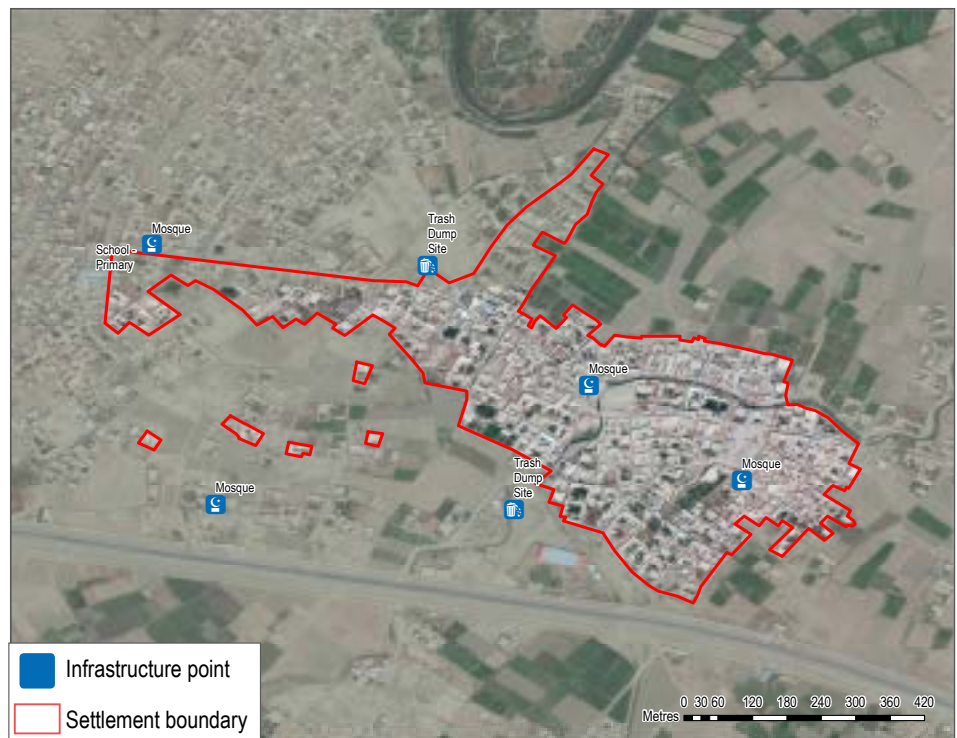 Mosque
School -
Primary
Trash
Dump
Site
Mosque
Mosque
Trash
Dump
Site
Mosque
Infrastructure point
Settlement boundary
Metres 0 30 60 120 180 240 300 360 420